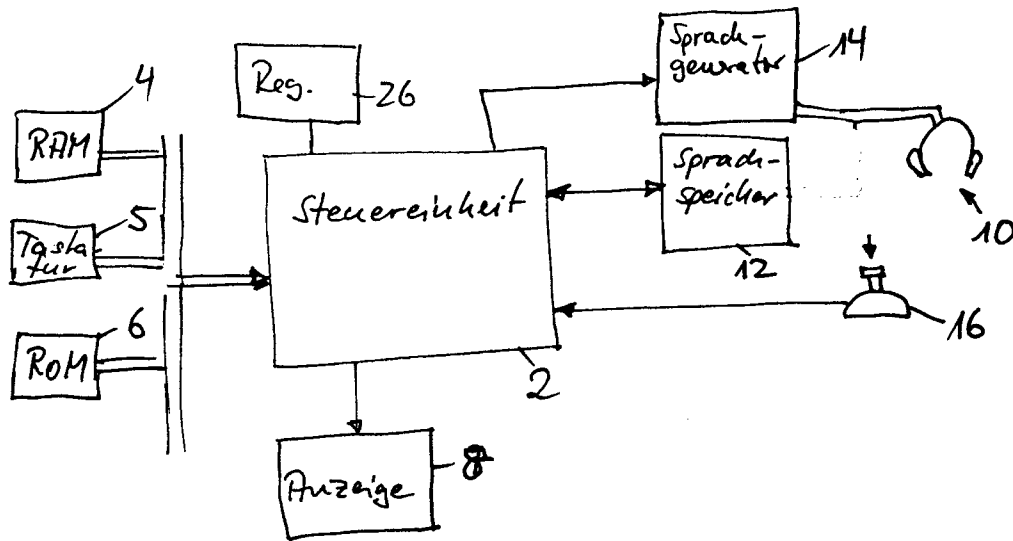 Sprach-
generator
14
4
Reg.
26
RAM
Sprach-
speicher
Steuereinheit
5
Tasta
tur
10
12
6
16
ROM
2
8
Anzeige